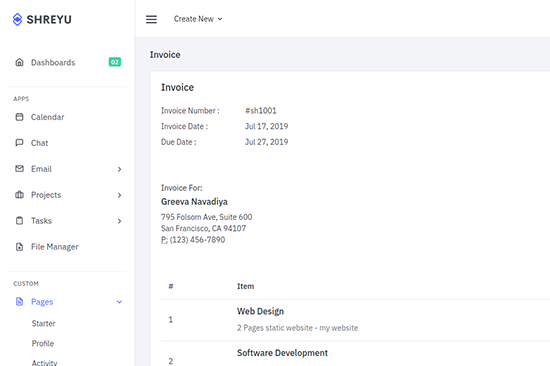 SHREYU
Create New
Dashboards 02
Invoice
APPS
Calendar
Chat
Email
Projects
Tasks
File Manager
CUSTOM
Pages
Starter
Profile
Activity
Invoice
Invoice Number : #sh1001
Invoice Date : Jul 17, 2019
Due Date : Jul 27, 2019
Invoice For:
Greeva Navadiya
795 Folsom Ave, Suite 600
San Francisco, CA 94107
P: (123) 456-7890
# Item
1 Web Design
2 Pages static website - my website
2 Software Development